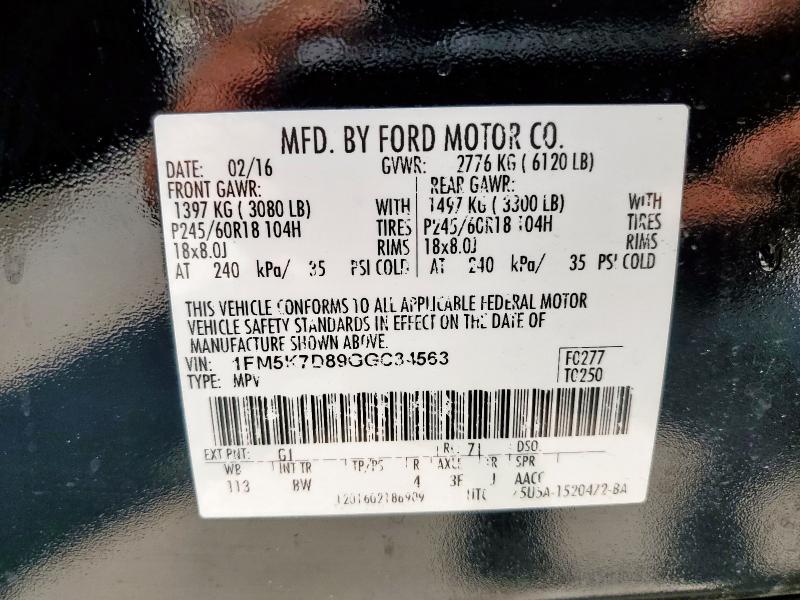 MFD. BY FORD MOTOR CO.
DATE: 02/16 GVWR: 2776 KG ( 6120 LB)
FRONT GAWR: REAR GAWR:
1397 KG ( 3080 LB) WITH 1497 KG ( 3300 LB) WITH
P245/60R18 104H TIRES P245/60R18 104H TIRES
18x8.0J RIMS 18x8.0J RIMS
AT 240 kPa/ 35 PSI COLD AT 240 kPa/ 35 PSI COLD
THIS VEHICLE CONFORMS TO ALL APPLICABLE FEDERAL MOTOR
VEHICLE SAFETY STANDARDS IN EFFECT ON THE DATE OF
MANUFACTURE SHOWN ABOVE.
VIN: 1FM5K7D89GGC34563 FC277
TYPE: MPV TC250
EXT PNT: G1 71 DSO
WB INT TR TP/PS R AXLE SPR
113 BW 4 3F J AACC
UTC